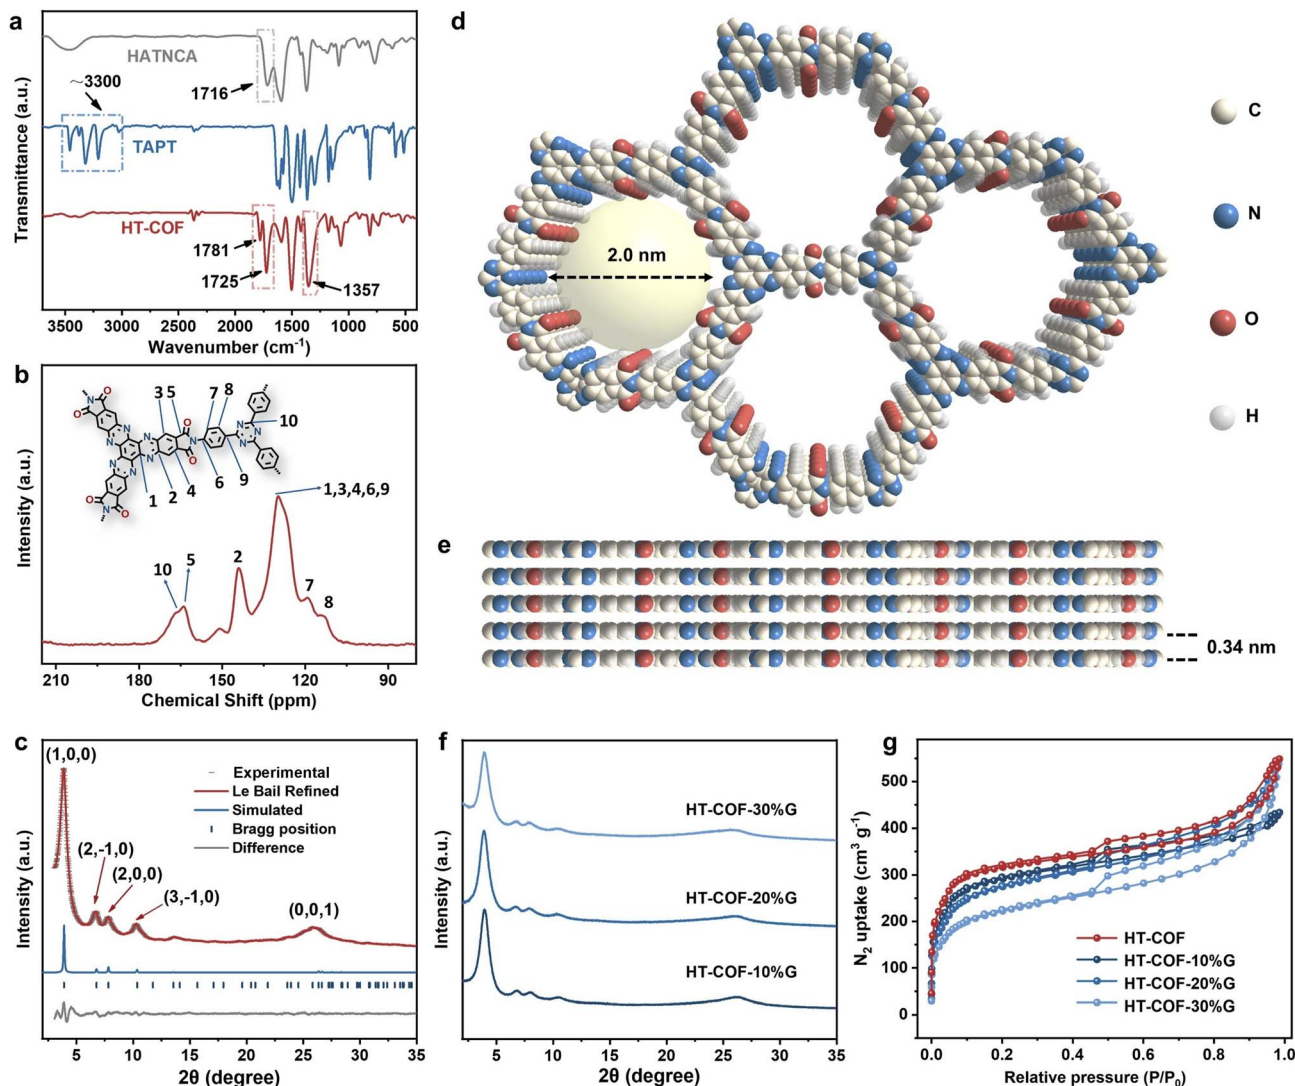 a
HATNCA
1716
~3300
TAPT
HT-COF
1781
1725
1357
Transmittance (a.u.)
3500 3000 2500 2000 1500 1000 500
Wavenumber (cm⁻¹)
b
3 5 7 8
10
1 2 4 6 9
O O N O O N N N N N N N O O N N N N O O N
10 5 2 1,3,4,6,9 7 8
Intensity (a.u.)
210 180 150 120 90
Chemical Shift (ppm)
c
(1,0,0)
(2,-1,0)
(2,0,0)
(3,-1,0)
(0,0,1)
Experimental
Le Bail Refined
Simulated
Bragg position
Difference
Intensity (a.u.)
5 10 15 20 25 30 35
2θ (degree)
d
2.0 nm
C
N
O
H
e
0.34 nm
f
HT-COF-30%G
HT-COF-20%G
HT-COF-10%G
Intensity (a.u.)
5 10 15 20 25 30 35
2θ (degree)
g
500
400
300
200
100
0
N₂ uptake (cm³ g⁻¹)
HT-COF
HT-COF-10%G
HT-COF-20%G
HT-COF-30%G
0.0 0.2 0.4 0.6 0.8 1.0
Relative pressure (P/P₀)